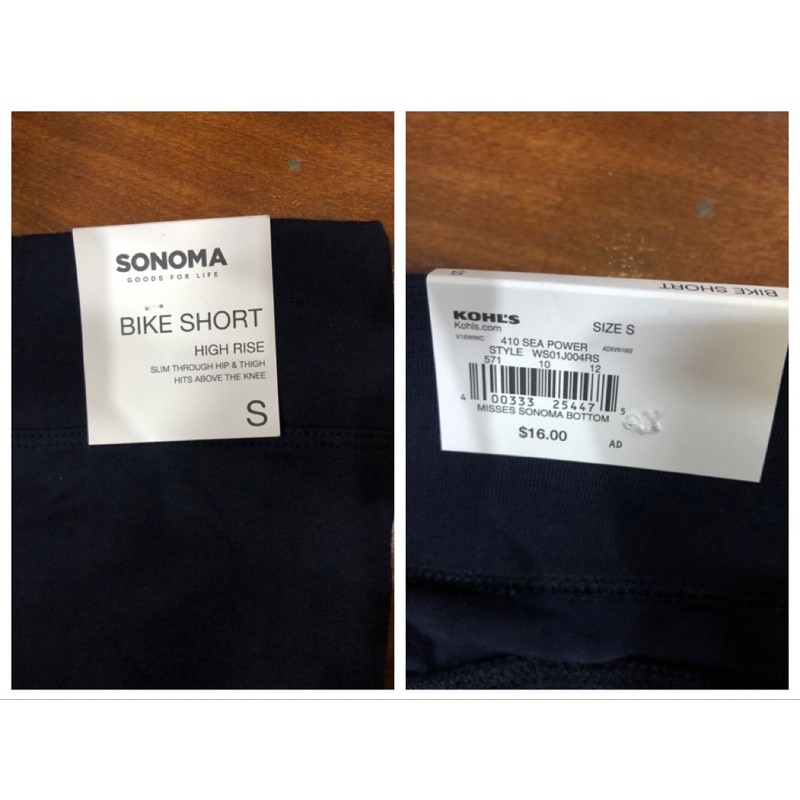 SONOMA
GOODS FOR LIFE
BIKE SHORT
HIGH RISE
SLIM THROUGH HIP & THIGH
HITS ABOVE THE KNEE
S
S BIKE SHORT
KOHL'S
Kohls.com SIZE S
V16WWC 410 SEA POWER ADXVN1002
STYLE WS01J004RS
571 10 12
4 00333 25447 5
MISSES SONOMA BOTTOM
$16.00 AD